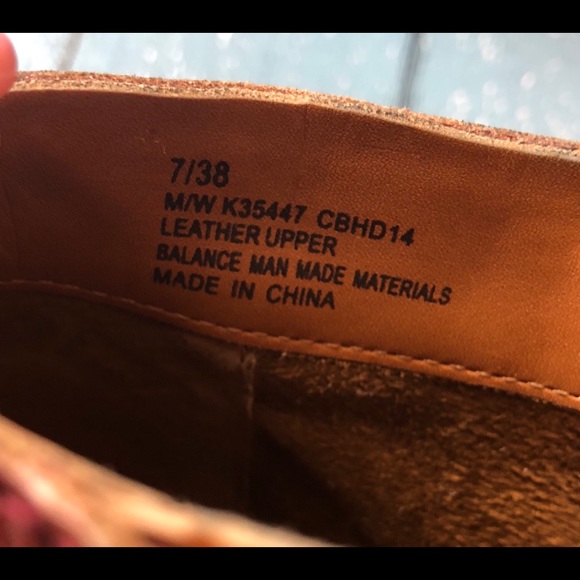 7/38
M/W K35447 CBHD14
LEATHER UPPER
BALANCE MAN MADE MATERIALS
MADE IN CHINA